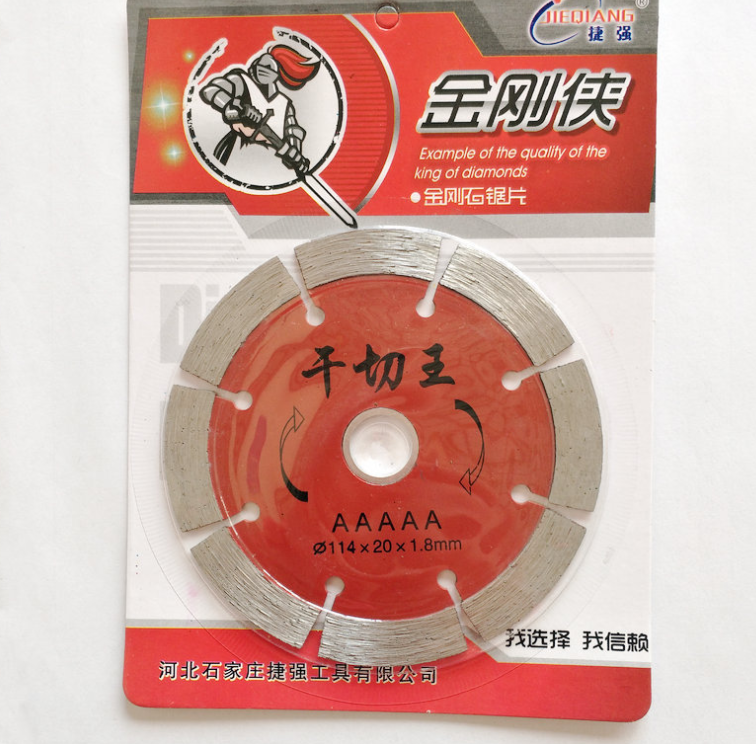 JIEQIANG®
捷强
金刚侠
Example of the quality of the
king of diamonds
金刚石锯片
干切王
AAAAA
Ø114×20×1.8mm
我选择 我信赖
河北石家庄捷强工具有限公司